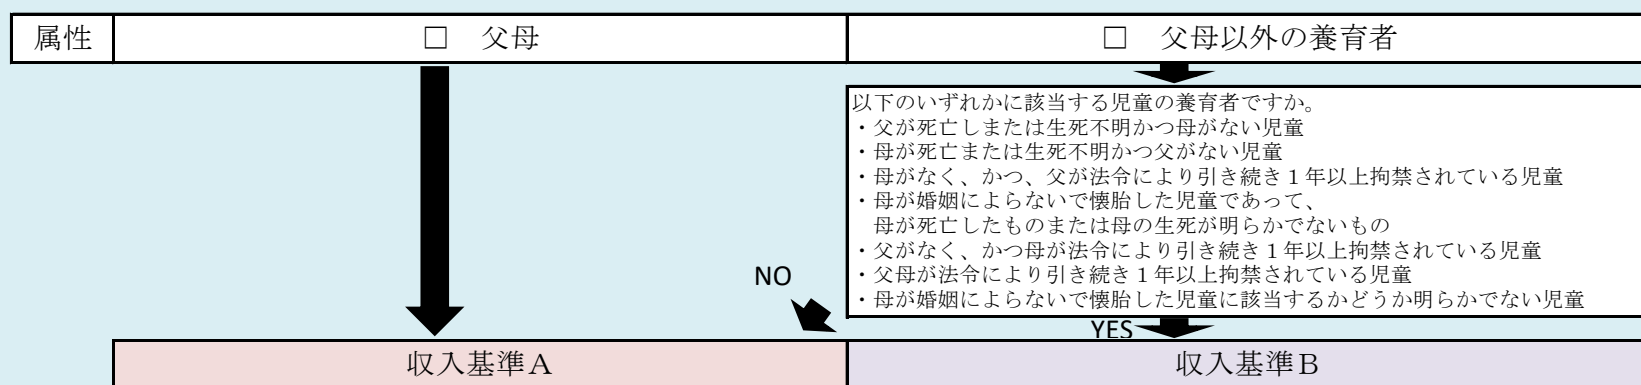 属性
□　父母
□　父母以外の養育者
以下のいずれかに該当する児童の養育者ですか。
・父が死亡しまたは生死不明かつ母がない児童
・母が死亡または生死不明かつ父がない児童
・母がなく、かつ、父が法令により引き続き１年以上拘禁されている児童
・母が婚姻によらないで懐胎した児童であって、
母が死亡したものまたは母の生死が明らかでないもの
・父がなく、かつ母が法令により引き続き１年以上拘禁されている児童
・父母が法令により引き続き１年以上拘禁されている児童
・母が婚姻によらないで懐胎した児童に該当するかどうか明らかでない児童
NO
YES
収入基準Ａ
収入基準Ｂ